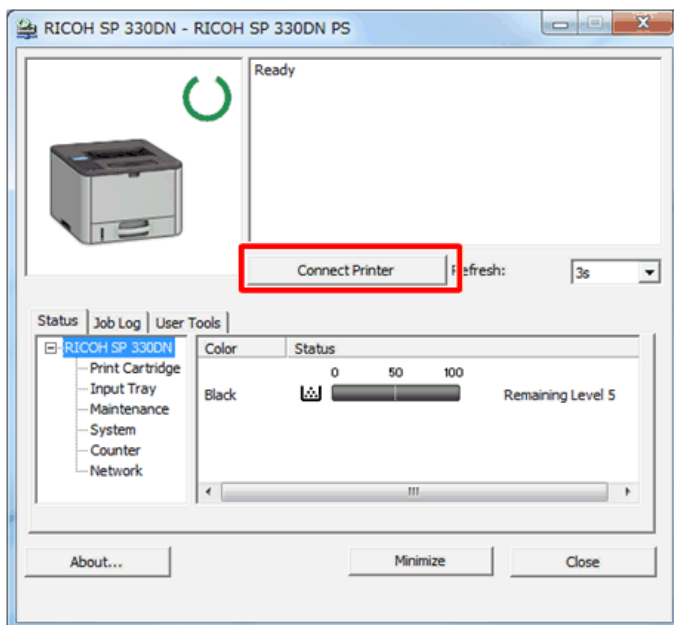 RICOH SP 330DN - RICOH SP 330DN PS
Ready
Connect Printer
Refresh:
3s
Status
Job Log
User Tools
RICOH SP 330DN
Print Cartridge
Input Tray
Maintenance
System
Counter
Network
Color
Status
0 50 100
Black
Remaining Level 5
About...
Minimize
Close